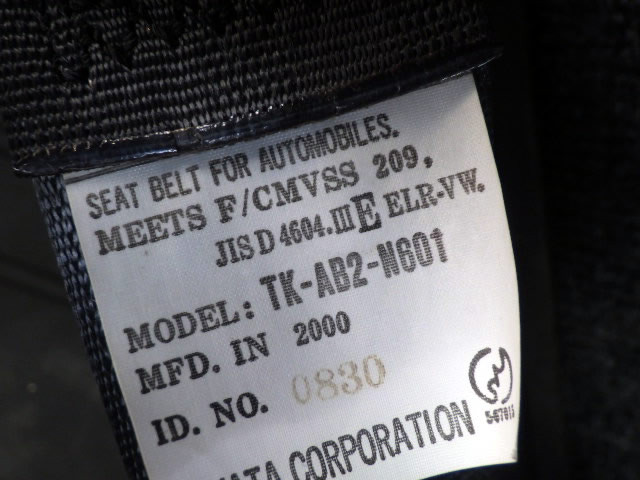 SEAT BELT FOR AUTOMOBILES.
MEETS F/CMVSS 209,
JIS D 4604.III E ELR-VW.
MODEL: TK-AB2-N601
MFD. IN 2000
ID. NO. 0830
CORPORATION